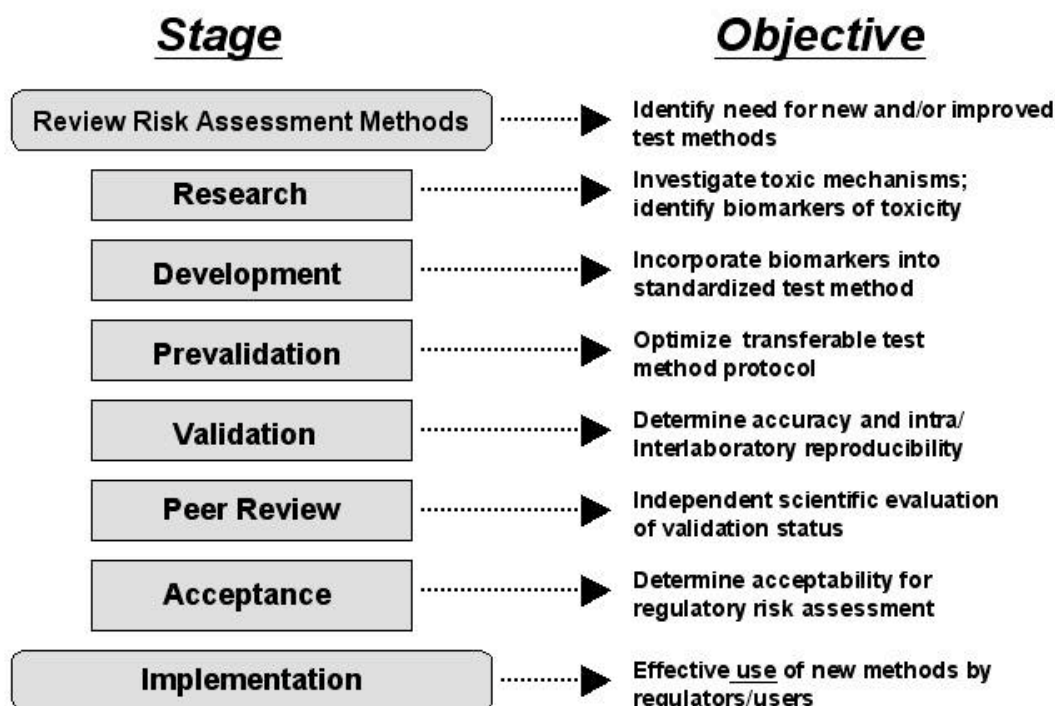 Stage
Objective
Review Risk Assessment Methods
Identify need for new and/or improved
test methods
Research
Investigate toxic mechanisms;
identify biomarkers of toxicity
Development
Incorporate biomarkers into
standardized test method
Prevalidation
Optimize transferable test
method protocol
Validation
Determine accuracy and intra/
Interlaboratory reproducibility
Peer Review
Independent scientific evaluation
of validation status
Acceptance
Determine acceptability for
regulatory risk assessment
Implementation
Effective use of new methods by
regulators/users